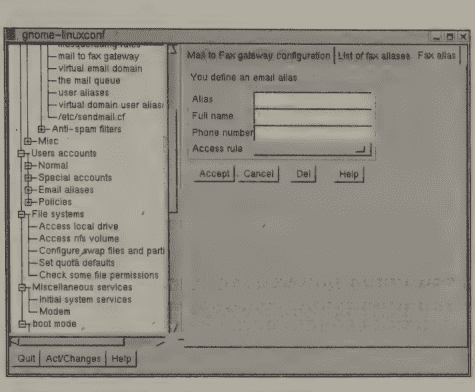 gnome-linuxconf
masquerading rules
mail to fax gateway
virtual email domain
the mail queue
user aliases
virtual domain user aliase
/etc/sendmail.cf
Anti-spam filters
Misc
Users accounts
Normal
Special accounts
Email aliases
Policies
File systems
Access local drive
Access nfs volume
Configure swap files and parti
Set quota defaults
Check some file permissions
Miscellaneous services
Initial system services
Modem
boot mode
Mail to Fax gateway configuration List of fax aliases Fax alias
You define an email alias
Alias
Full name
Phone number
Access rule
Accept Cancel Del Help
Quit Act/Changes Help